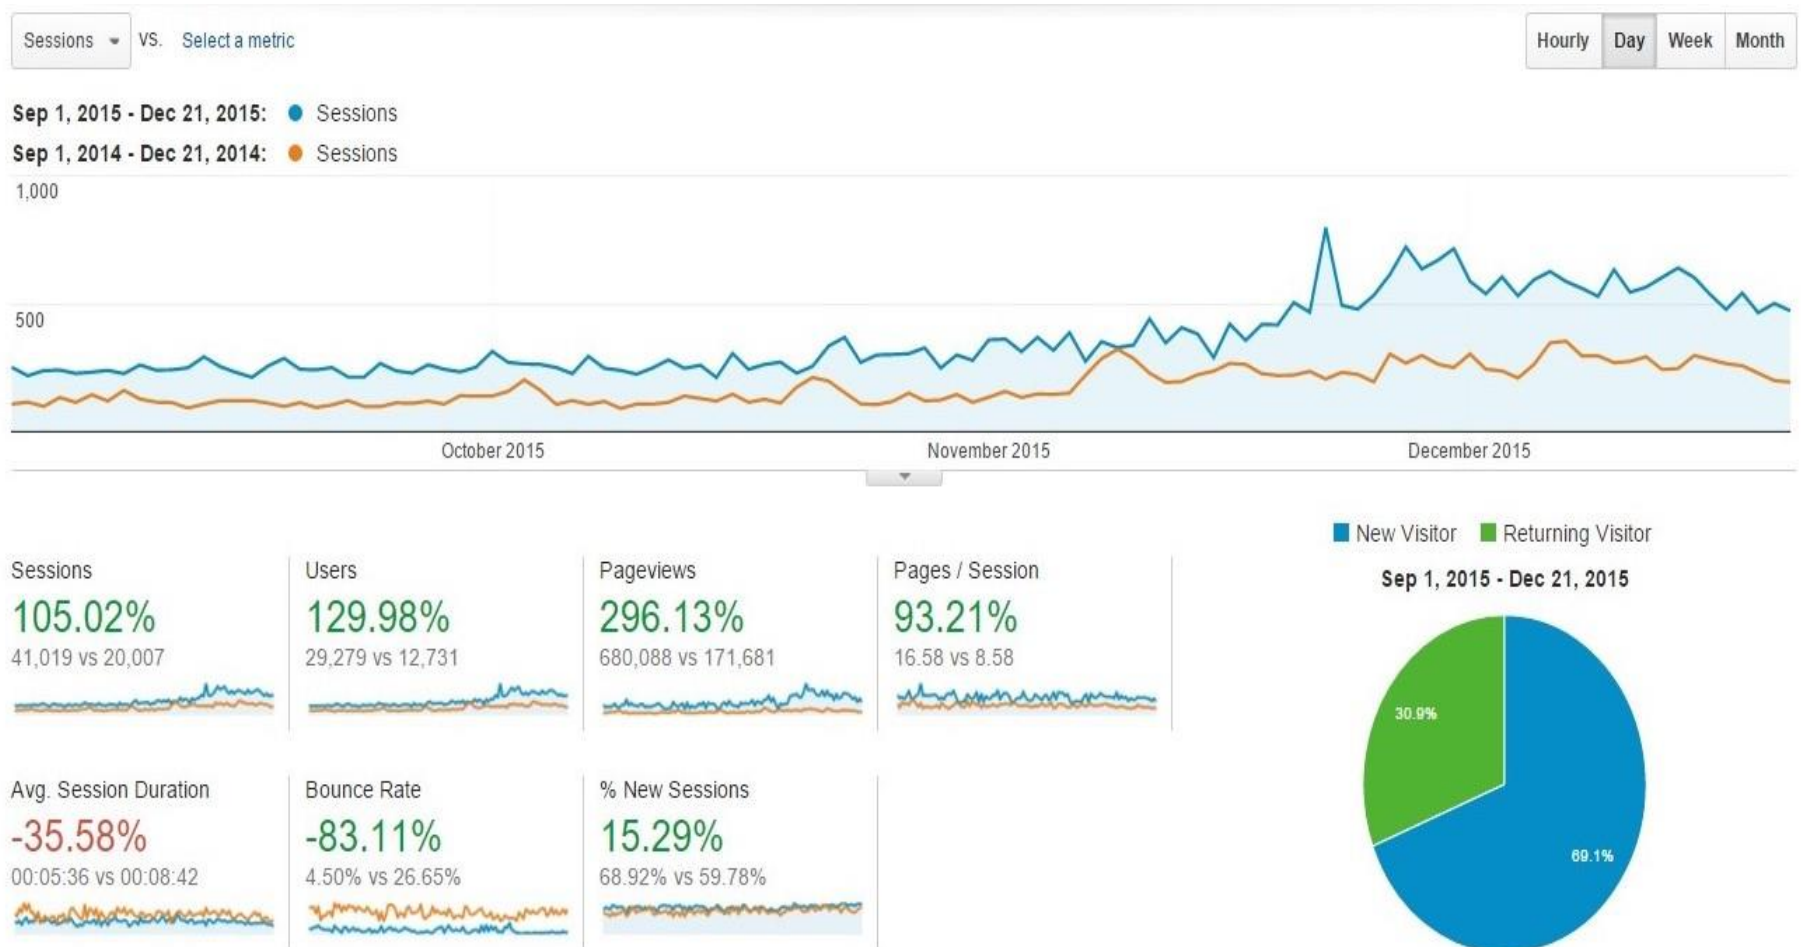 Sessions VS. Select a metric
Hourly Day Week Month
Sep 1, 2015 - Dec 21, 2015: Sessions
Sep 1, 2014 - Dec 21, 2014: Sessions
1,000
500
October 2015 November 2015 December 2015
New Visitor Returning Visitor
Sep 1, 2015 - Dec 21, 2015
30.9%
69.1%
Sessions
105.02%
41,019 vs 20,007
Users
129.98%
29,279 vs 12,731
Pageviews
296.13%
680,088 vs 171,681
Pages / Session
93.21%
16.58 vs 8.58
Avg. Session Duration
-35.58%
00:05:36 vs 00:08:42
Bounce Rate
-83.11%
4.50% vs 26.65%
% New Sessions
15.29%
68.92% vs 59.78%